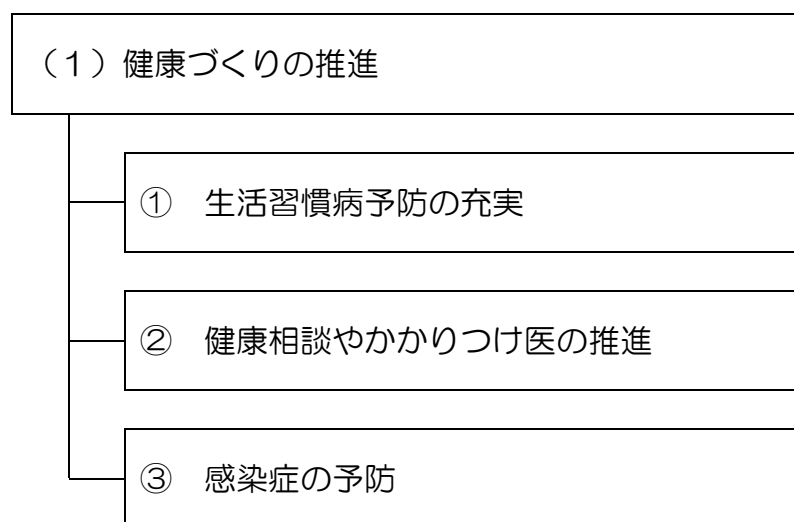 （１）健康づくりの推進
①　生活習慣病予防の充実
②　健康相談やかかりつけ医の推進
③　感染症の予防